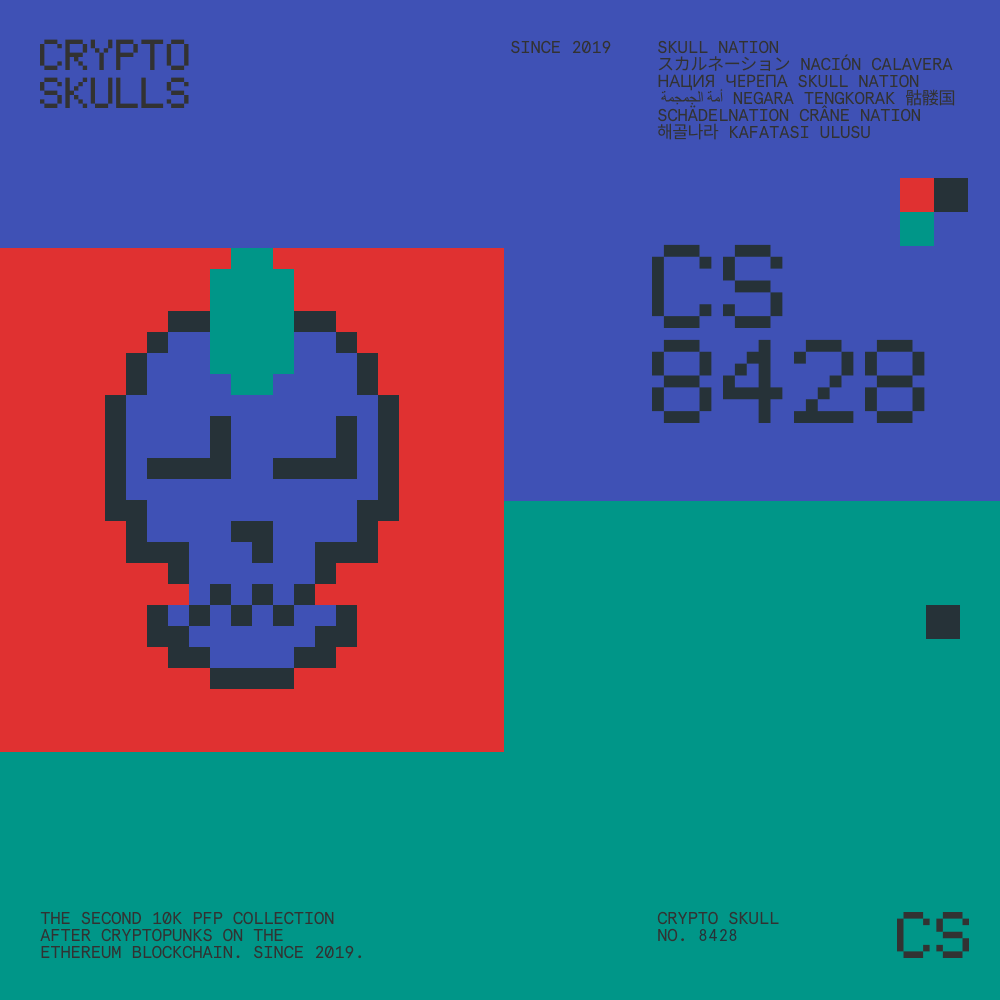 CRYPTO
SKULLS
SINCE 2019
SKULL NATION
スカルネーション NACIÓN CALAVERA
НАЦИЯ ЧЕРЕПА SKULL NATION
أمة الجمجمة NEGARA TENGKORAK 骷髅国
SCHÄDELNATION CRÂNE NATION
해골나라 KAFATASI ULUSU
CS
8428
THE SECOND 10K PFP COLLECTION
AFTER CRYPTOPUNKS ON THE
ETHEREUM BLOCKCHAIN. SINCE 2019.
CRYPTO SKULL
NO. 8428
CS